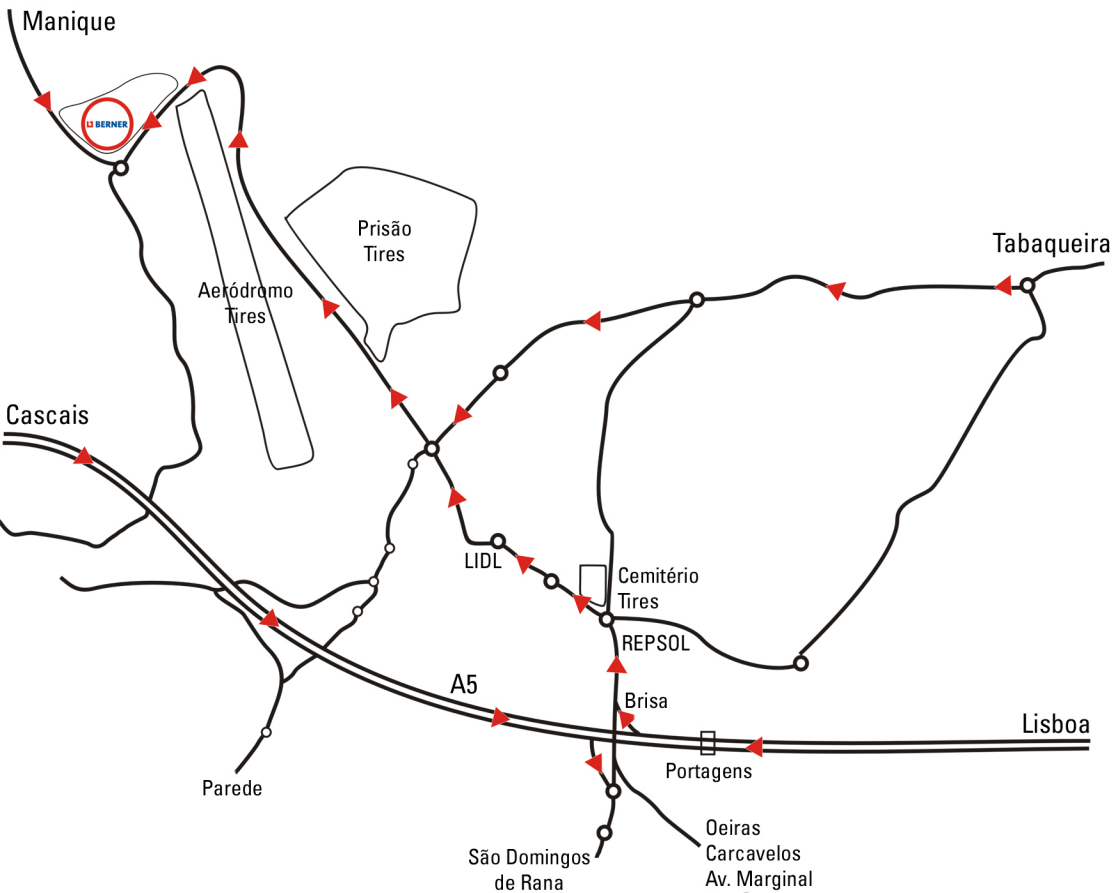 Manique
BERNER
Prisão
Tires
Tabaqueira
Aeródromo
Tires
Cascais
LIDL
Cemitério
Tires
REPSOL
A5
Brisa
Lisboa
Portagens
Parede
Oeiras
Carcavelos
Av. Marginal
São Domingos
de Rana